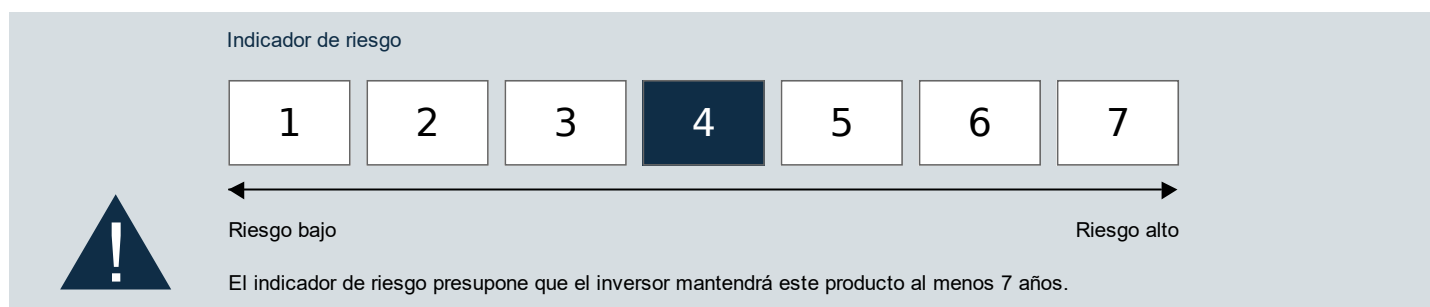 Indicador de riesgo
1 2 3 4 5 6 7
Riesgo bajo Riesgo alto
!
El indicador de riesgo presupone que el inversor mantendrá este producto al menos 7 años.